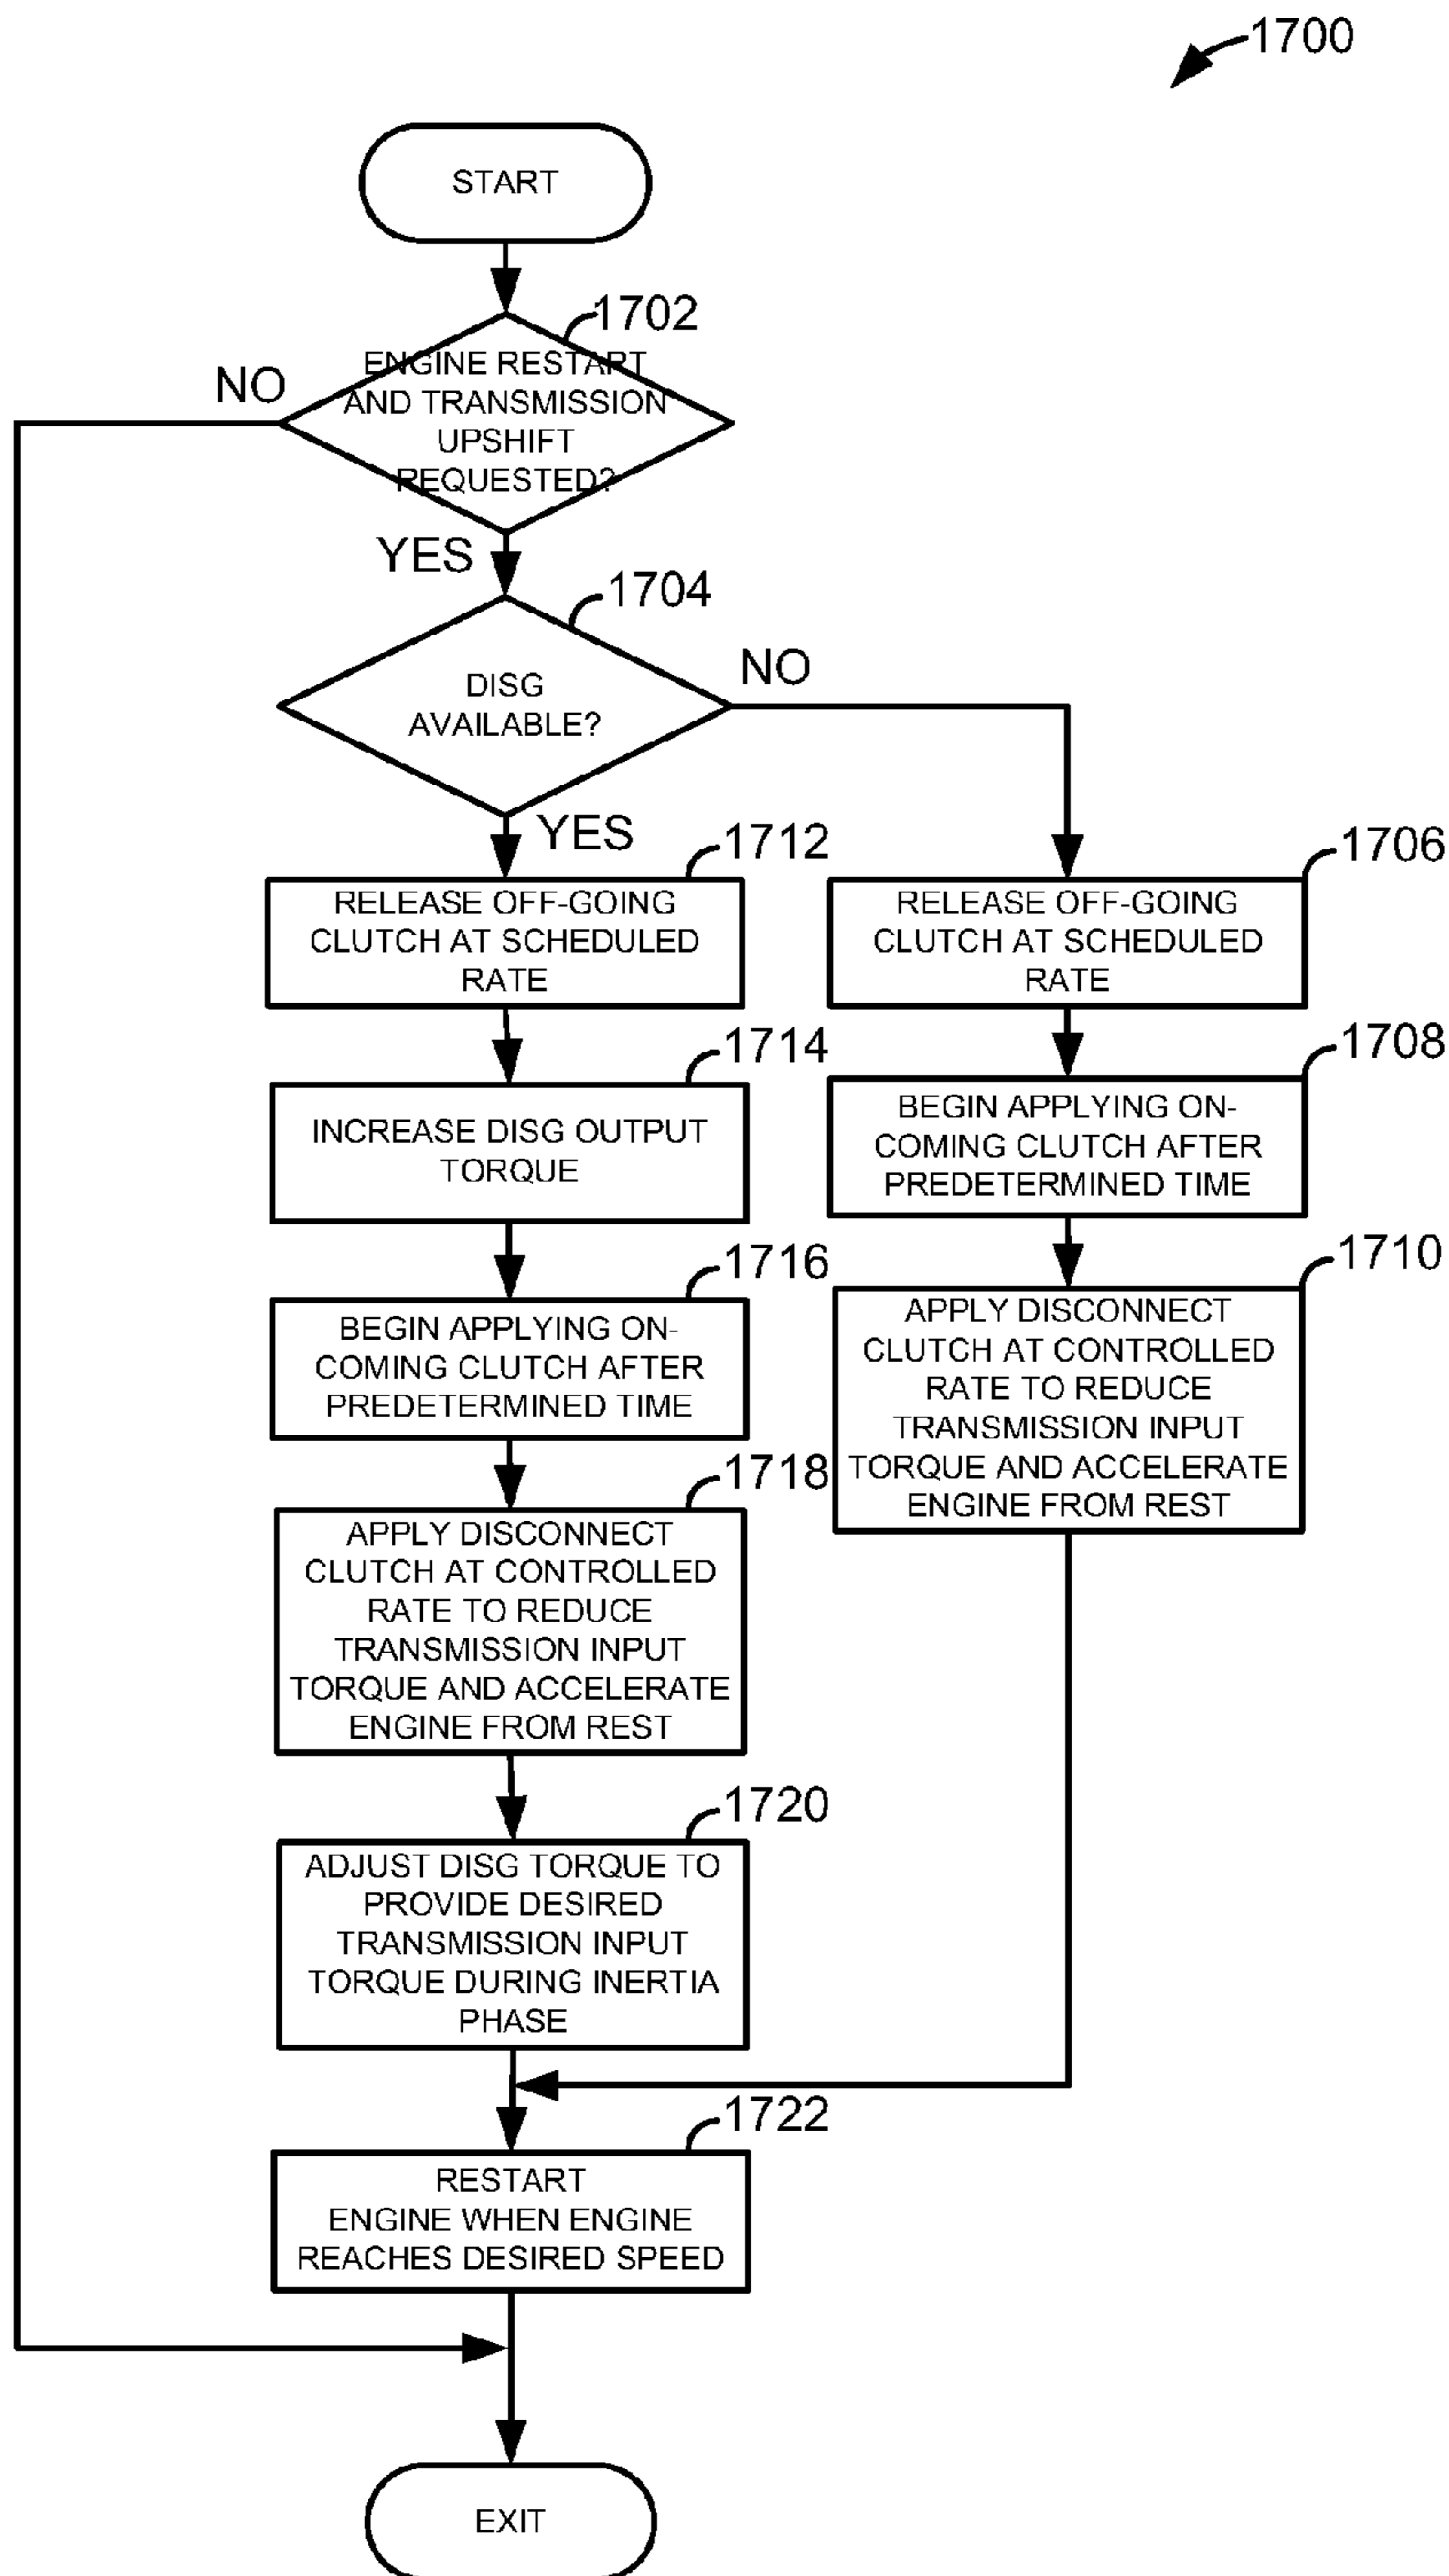 1700
START
1702
NO
ENGINE RESTART
AND TRANSMISSION
UPSHIFT
REQUESTED?
YES
1704
NO
DISG
AVAILABLE?
YES
1712
RELEASE OFF-GOING
CLUTCH AT SCHEDULED
RATE
1706
RELEASE OFF-GOING
CLUTCH AT SCHEDULED
RATE
1714
INCREASE DISG OUTPUT
TORQUE
1708
BEGIN APPLYING ON-
COMING CLUTCH AFTER
PREDETERMINED TIME
1716
BEGIN APPLYING ON-
COMING CLUTCH AFTER
PREDETERMINED TIME
1710
APPLY DISCONNECT
CLUTCH AT CONTROLLED
RATE TO REDUCE
TRANSMISSION INPUT
TORQUE AND ACCELERATE
ENGINE FROM REST
1718
APPLY DISCONNECT
CLUTCH AT CONTROLLED
RATE TO REDUCE
TRANSMISSION INPUT
TORQUE AND ACCELERATE
ENGINE FROM REST
1720
ADJUST DISG TORQUE TO
PROVIDE DESIRED
TRANSMISSION INPUT
TORQUE DURING INERTIA
PHASE
1722
RESTART
ENGINE WHEN ENGINE
REACHES DESIRED SPEED
EXIT